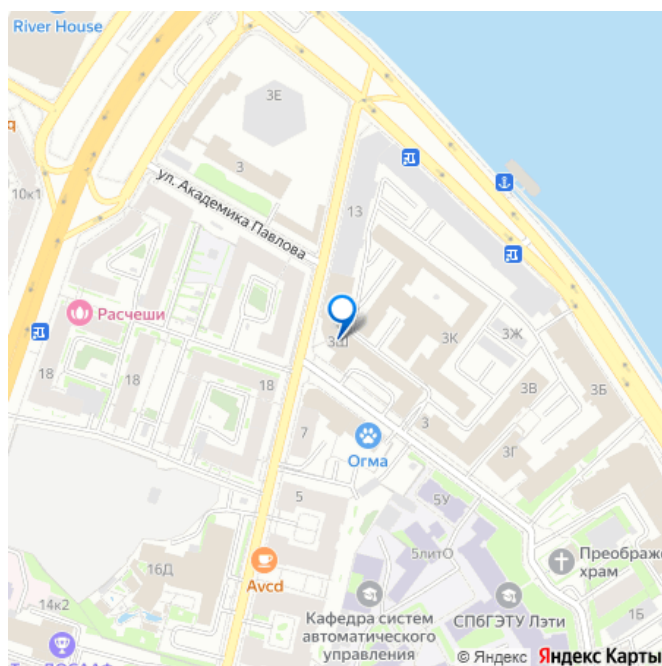 River House
q
3Е
10к1
3
ул. Академика Павлова
13
Расчеши
3Ш
3К
3Ж
18
18
18
3В
3Б
7
3
3Г
Огма
5
5У
5литО
16Д
Avcd
Преображе
храм
14к2
Кафедра систем
автоматического
управления
СПбГЭТУ Лэти
1Б
© Яндекс Яндекс Карты